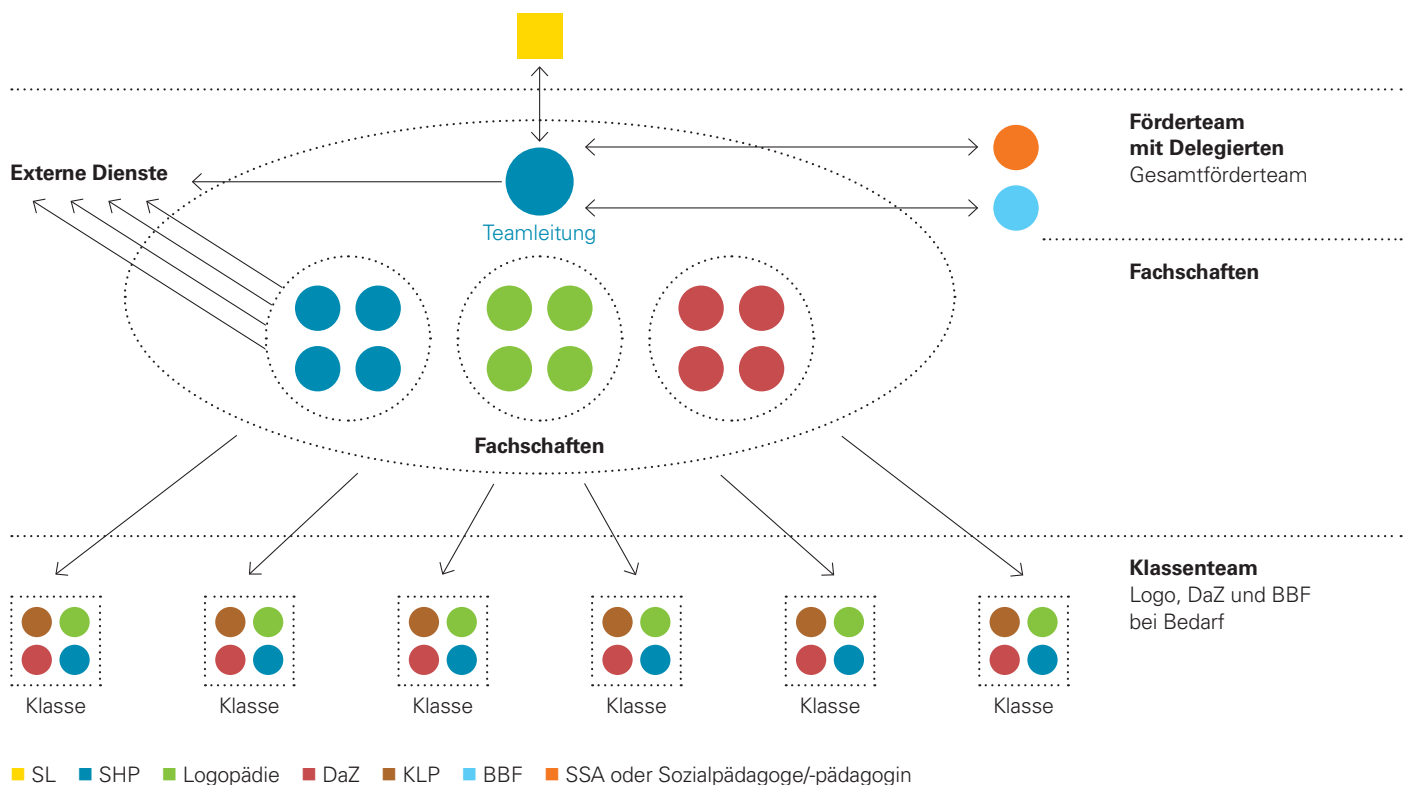 Förderteam
mit Delegierten
Gesamtförderteam
Externe Dienste
Teamleitung
Fachschaften
Fachschaften
Klassenteam
Logo, DaZ und BBF
bei Bedarf
Klasse Klasse Klasse Klasse Klasse Klasse
SL SHP Logopädie DaZ KLP BBF SSA oder Sozialpädagoge/-pädagogin